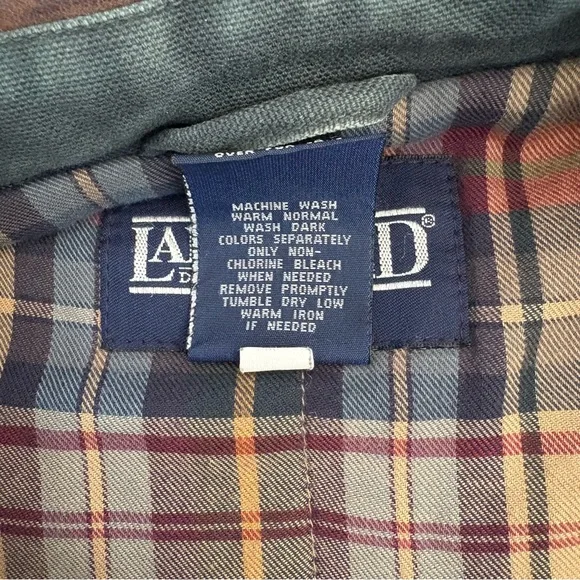 MACHINE WASH
WARM NORMAL
WASH DARK
COLORS SEPARATELY
ONLY NON-
CHLORINE BLEACH
WHEN NEEDED
REMOVE PROMPTLY
TUMBLE DRY LOW
WARM IRON
IF NEEDED